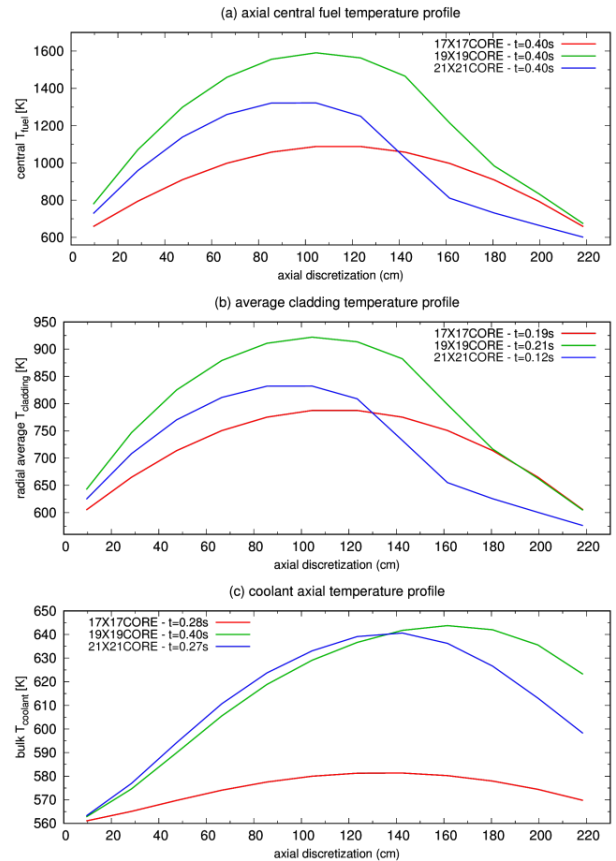 (a) axial central fuel temperature profile
17X17CORE - t=0.40s
19X19CORE - t=0.40s
21X21CORE - t=0.40s
central T_fuel [K]
1600
1400
1200
1000
800
600
0 20 40 60 80 100 120 140 160 180 200 220
axial discretization (cm)
(b) average cladding temperature profile
17X17CORE - t=0.19s
19X19CORE - t=0.21s
21X21CORE - t=0.12s
radial average T_cladding [K]
950
900
850
800
750
700
650
600
0 20 40 60 80 100 120 140 160 180 200 220
axial discretization (cm)
(c) coolant axial temperature profile
17X17CORE - t=0.28s
19X19CORE - t=0.40s
21X21CORE - t=0.27s
bulk T_coolant [K]
650
640
630
620
610
600
590
580
570
560
0 20 40 60 80 100 120 140 160 180 200 220
axial discretization (cm)